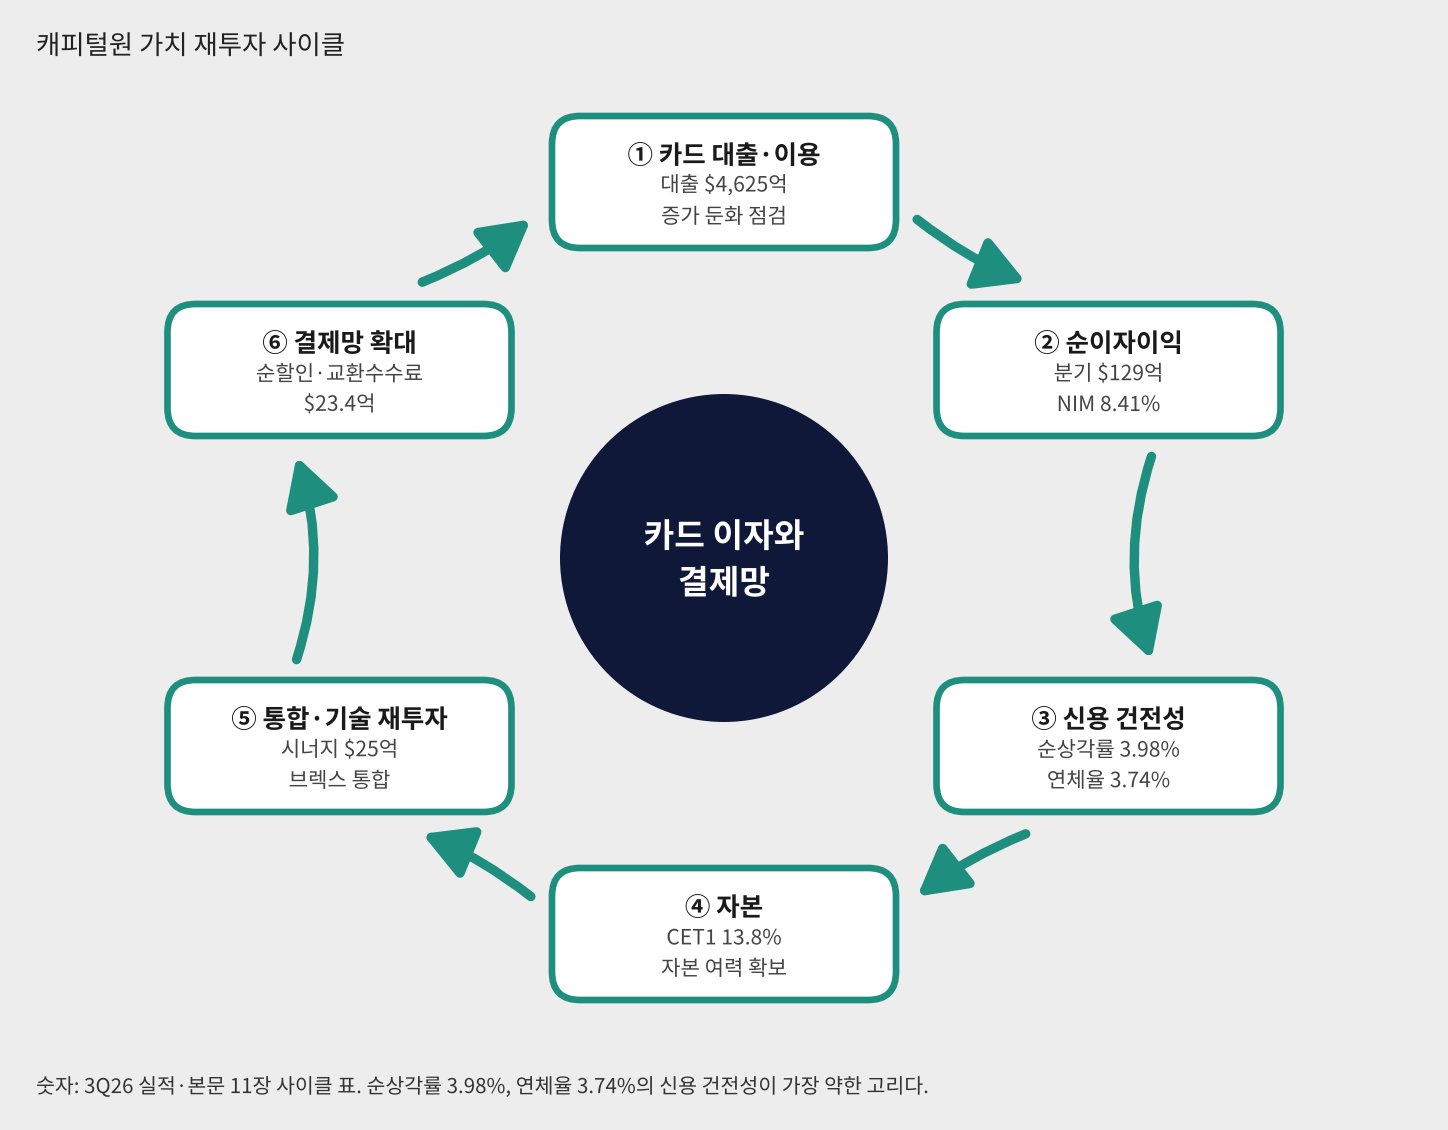 캐피털원 가치 재투자 사이클
① 카드 대출·이용
대출 $4,625억
증가 둔화 점검
② 순이자이익
분기 $129억
NIM 8.41%
③ 신용 건전성
순상각률 3.98%
연체율 3.74%
④ 자본
CET1 13.8%
자본 여력 확보
⑤ 통합·기술 재투자
시너지 $25억
브렉스 통합
⑥ 결제망 확대
순할인·교환수수료
$23.4억
카드 이자와
결제망
숫자: 3Q26 실적·본문 11장 사이클 표. 순상각률 3.98%, 연체율 3.74%의 신용 건전성이 가장 약한 고리다.